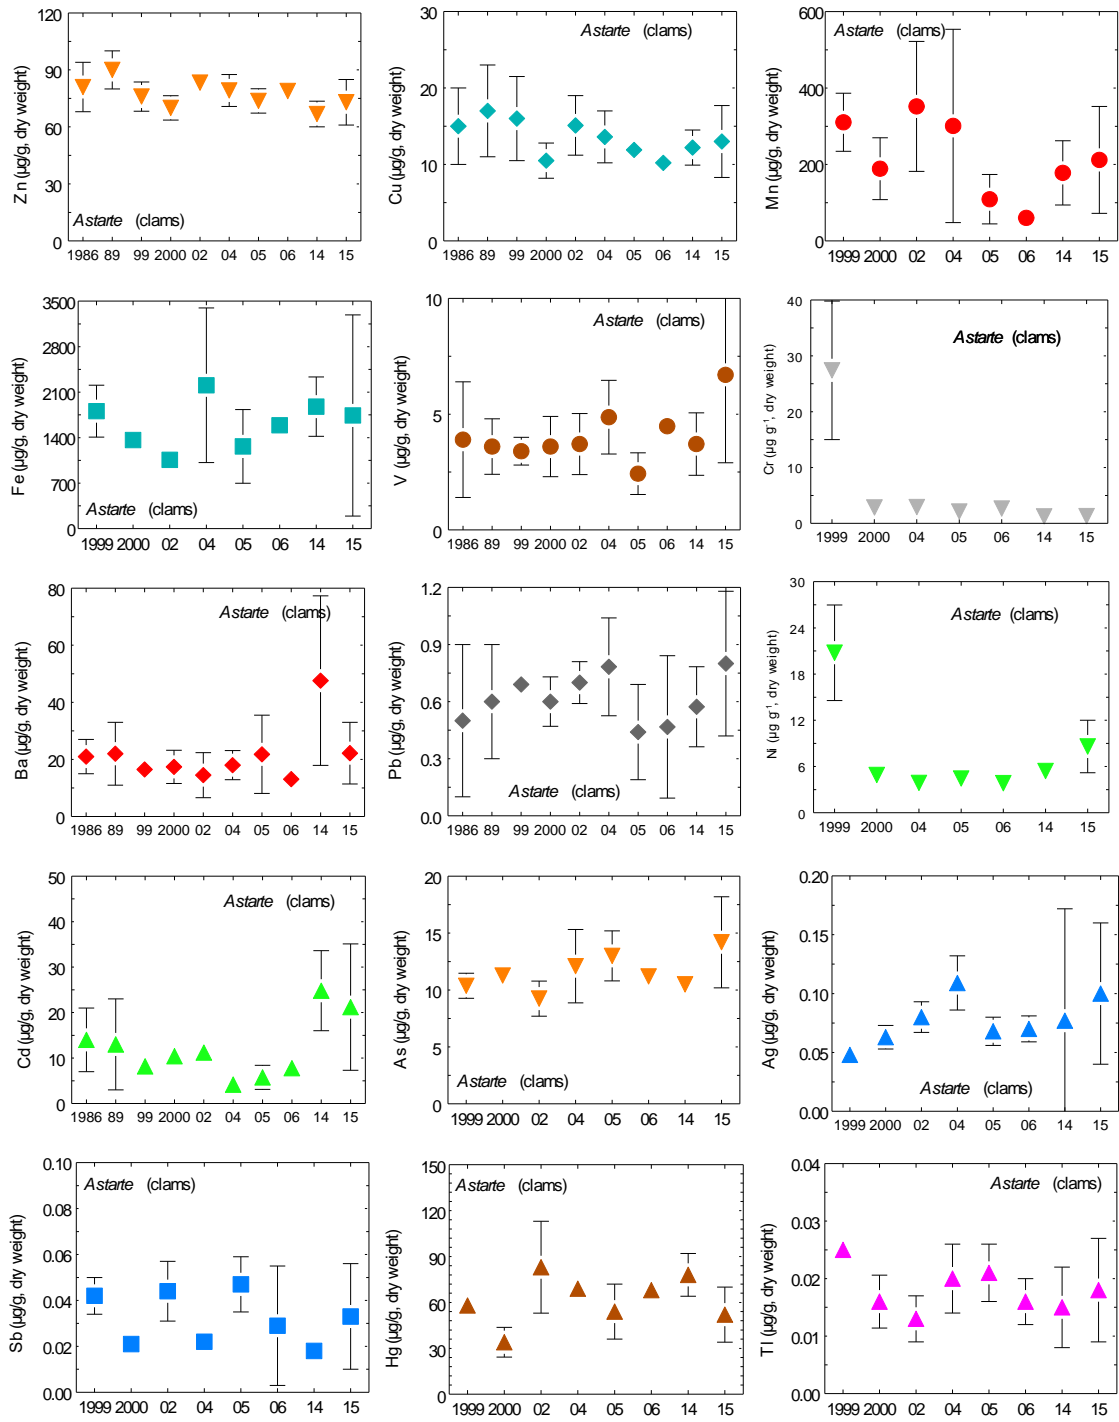 Zn (µg/g, dry weight)
120
90
60
30
0
Astarte (clams)
1986 89 99 2000 02 04 05 06 14 15
Cu (µg/g, dry weight)
30
20
10
0
Astarte (clams)
1986 89 99 2000 02 04 05 06 14 15
Mn (µg/g, dry weight)
600
400
200
0
Astarte (clams)
1999 2000 02 04 05 06 14 15
Fe (µg/g, dry weight)
3500
2800
2100
1400
700
0
Astarte (clams)
1999 2000 02 04 05 06 14 15
V (µg/g, dry weight)
10
5
0
Astarte (clams)
1986 89 99 2000 02 04 05 06 14 15
Cr (µg g⁻¹, dry weight)
40
30
20
10
0
Astarte (clams)
1999 2000 04 05 06 14 15
Ba (µg/g, dry weight)
80
60
40
20
0
Astarte (clams)
1986 89 99 2000 02 04 05 06 14 15
Pb (µg/g, dry weight)
1.2
0.9
0.6
0.3
0.0
Astarte (clams)
1986 89 99 2000 02 04 05 06 14 15
Ni (µg g⁻¹, dry weight)
30
24
18
12
6
0
Astarte (clams)
1999 2000 04 05 06 14 15
Cd (µg/g, dry weight)
50
40
30
20
10
0
Astarte (clams)
1986 89 99 2000 02 04 05 06 14 15
As (µg/g, dry weight)
20
15
10
5
0
Astarte (clams)
1999 2000 02 04 05 06 14 15
Ag (µg/g, dry weight)
0.20
0.15
0.10
0.05
0.00
Astarte (clams)
1999 2000 02 04 05 06 14 15
Sb (µg/g, dry weight)
0.10
0.08
0.06
0.04
0.02
0.00
Astarte (clams)
1999 2000 02 04 05 06 14 15
Hg (µg/g, dry weight)
150
120
90
60
30
0
Astarte (clams)
1999 2000 02 04 05 06 14 15
Tl (µg/g, dry weight)
0.04
0.03
0.02
0.01
0.00
Astarte (clams)
1999 2000 02 04 05 06 14 15